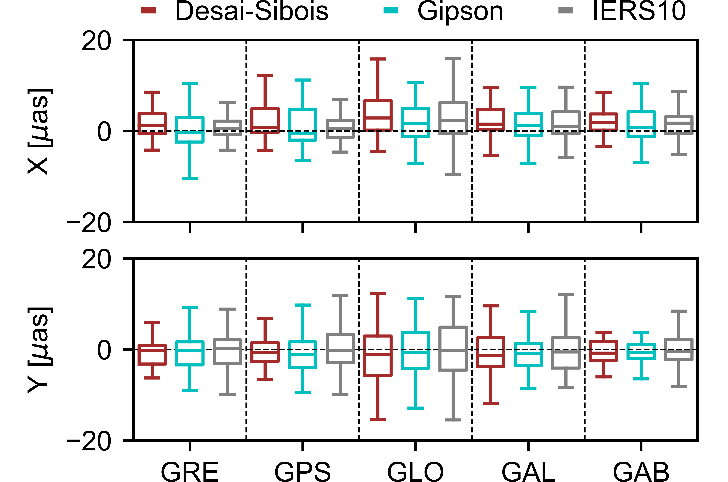 Desai-Sibois Gipson IERS10
20
X [μas]
0
−20
20
Y [μas]
0
−20
GRE GPS GLO GAL GAB